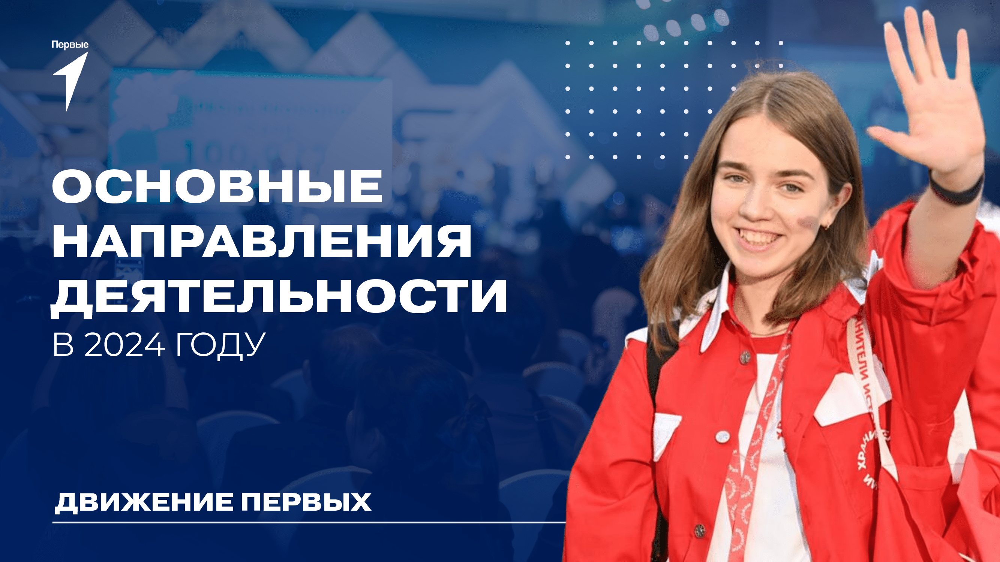 Первые
ОСНОВНЫЕ
НАПРАВЛЕНИЯ
ДЕЯТЕЛЬНОСТИ
В 2024 ГОДУ
ДВИЖЕНИЕ ПЕРВЫХ